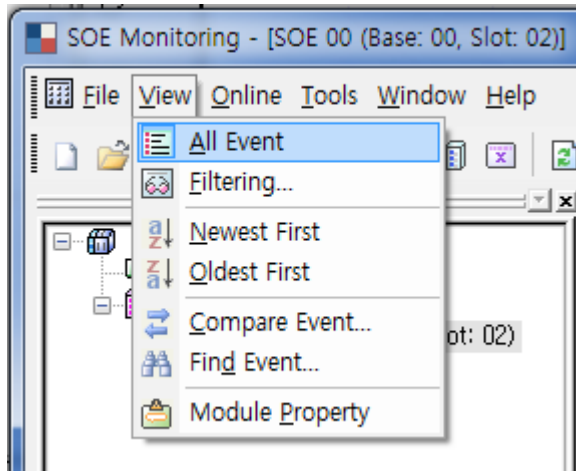 SOE Monitoring - [SOE 00 (Base: 00, Slot: 02)]
File View Online Tools Window Help
All Event
Filtering...
Newest First
Oldest First
Compare Event...
ot: 02)
Find Event...
Module Property